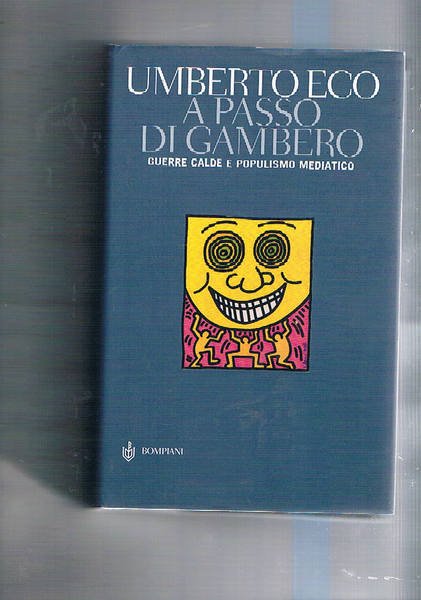 UMBERTO ECO
A PASSO
DI GAMBERO
GUERRE CALDE E POPULISMO MEDIATICO
BOMPIANI